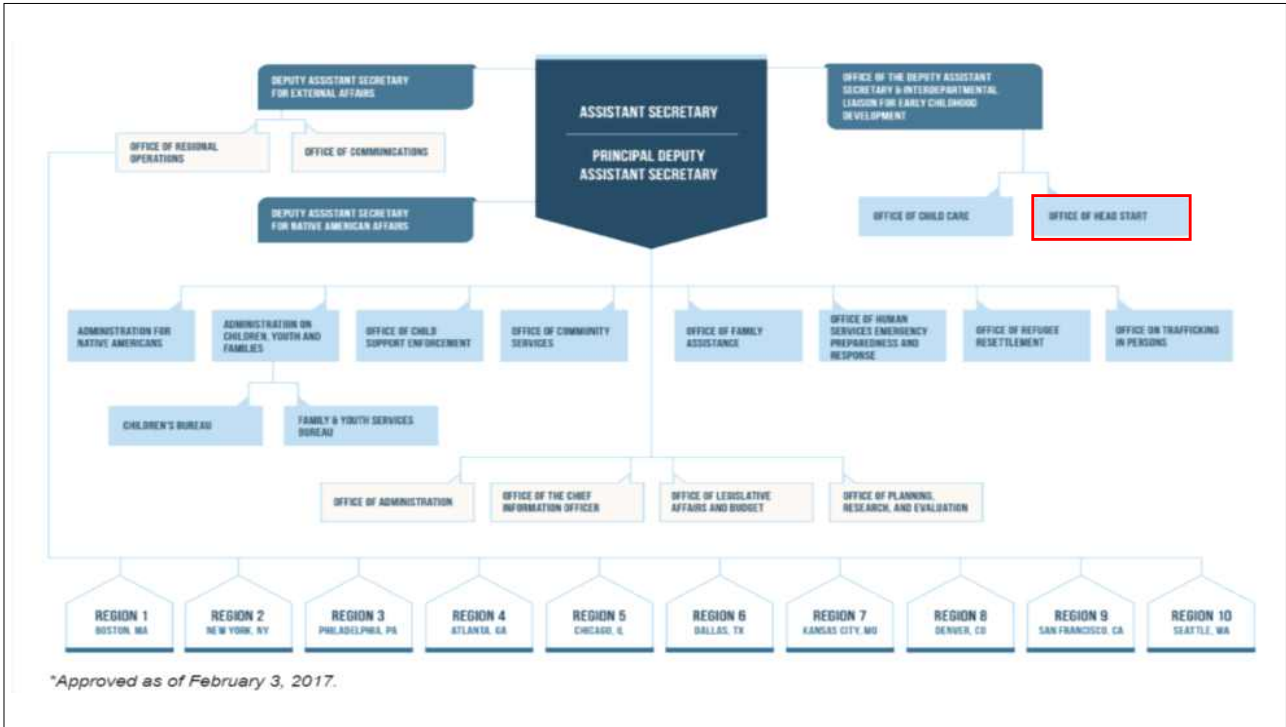 DEPUTY ASSISTANT SECRETARY
FOR EXTERNAL AFFAIRS
OFFICE OF REGIONAL
OPERATIONS
OFFICE OF COMMUNICATIONS
DEPUTY ASSISTANT SECRETARY
FOR NATIVE AMERICAN AFFAIRS
ASSISTANT SECRETARY
PRINCIPAL DEPUTY
ASSISTANT SECRETARY
OFFICE OF THE DEPUTY ASSISTANT
SECRETARY & INTERDEPARTMENTAL
LIAISON FOR EARLY CHILDHOOD
DEVELOPMENT
OFFICE OF CHILD CARE
OFFICE OF HEAD START
ADMINISTRATION FOR
NATIVE AMERICANS
ADMINISTRATION ON
CHILDREN, YOUTH AND
FAMILIES
OFFICE OF CHILD
SUPPORT ENFORCEMENT
OFFICE OF COMMUNITY
SERVICES
OFFICE OF FAMILY
ASSISTANCE
OFFICE OF HUMAN
SERVICES EMERGENCY
PREPAREDNESS AND
RESPONSE
OFFICE OF REFUGEE
RESETTLEMENT
OFFICE ON TRAFFICKING
IN PERSONS
CHILDREN'S BUREAU
FAMILY & YOUTH SERVICES
BUREAU
OFFICE OF ADMINISTRATION
OFFICE OF THE CHIEF
INFORMATION OFFICER
OFFICE OF LEGISLATIVE
AFFAIRS AND BUDGET
OFFICE OF PLANNING,
RESEARCH, AND EVALUATION
REGION 1
BOSTON, MA
REGION 2
NEW YORK, NY
REGION 3
PHILADELPHIA, PA
REGION 4
ATLANTA, GA
REGION 5
CHICAGO, IL
REGION 6
DALLAS, TX
REGION 7
KANSAS CITY, MO
REGION 8
DENVER, CO
REGION 9
SAN FRANCISCO, CA
REGION 10
SEATTLE, WA
*Approved as of February 3, 2017.